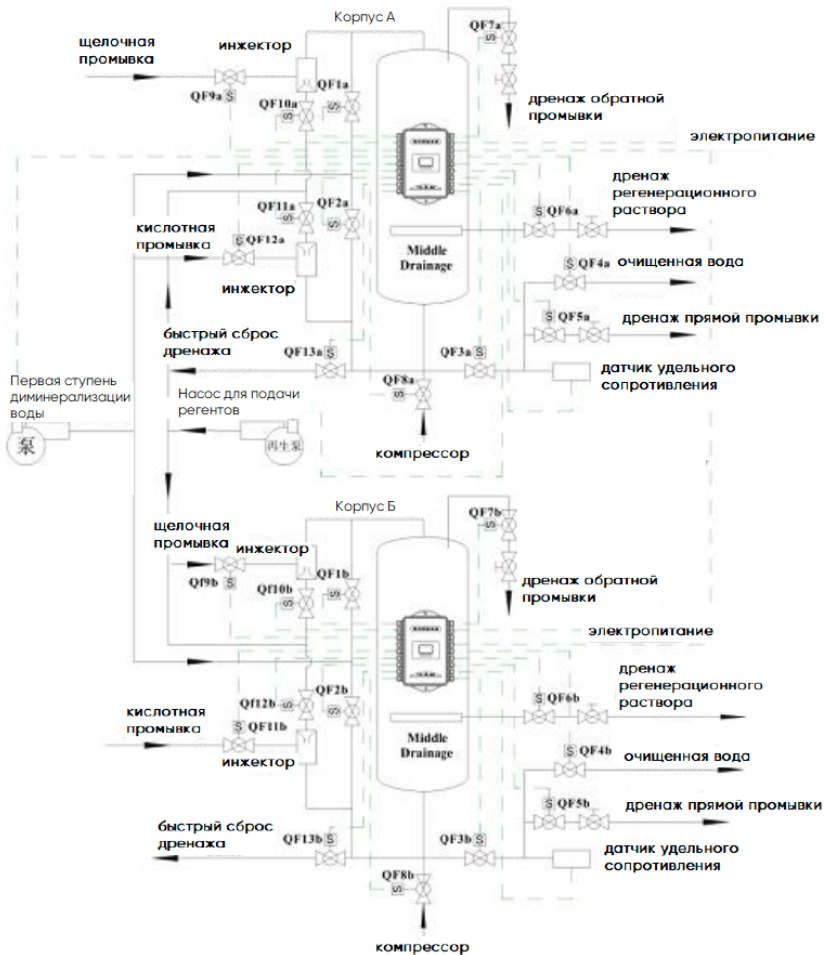 Корпус А
QF7a
щелочная
промывка
инжектор
QF9a
QF10a
QF1a
дренаж обратной
промывки
электропитание
дренаж
регенерационного
раствора
QF11a
QF2a
QF6a
кислотная
промывка
QF12a
инжектор
Middle
Drainage
QF4a
очищенная вода
QF5a
дренаж прямой промывки
быстрый сброс
дренажа
QF13a
QF3a
датчик удельного
сопротивления
QF8a
Первая ступень
диминерализации
воды
Насос для подачи
регентов
泵
再生泵
компрессор
Корпус Б
QF7b
щелочная
промывка
инжектор
Qf9b
Qf10b
QF1b
дренаж обратной
промывки
электропитание
дренаж
регенерационного
раствора
Qf12b
QF2b
QF6b
кислотная
промывка
QF11b
инжектор
Middle
Drainage
QF4b
очищенная вода
QF5b
дренаж прямой промывки
быстрый сброс
дренажа
QF13b
QF3b
датчик удельного
сопротивления
QF8b
компрессор